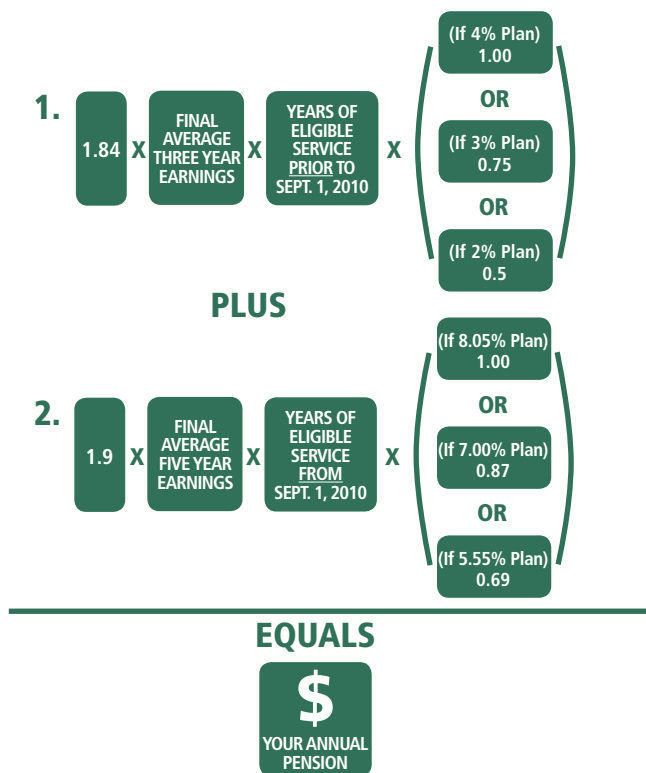 1.
1.84
X
FINAL
AVERAGE
THREE YEAR
EARNINGS
X
YEARS OF
ELIGIBLE
SERVICE
PRIOR TO
SEPT. 1, 2010
X
(If 4% Plan)
1.00
OR
(If 3% Plan)
0.75
OR
(If 2% Plan)
0.5
PLUS
2.
1.9
X
FINAL
AVERAGE
FIVE YEAR
EARNINGS
X
YEARS OF
ELIGIBLE
SERVICE
FROM
SEPT. 1, 2010
X
(If 8.05% Plan)
1.00
OR
(If 7.00% Plan)
0.87
OR
(If 5.55% Plan)
0.69
EQUALS
$
YOUR ANNUAL
PENSION